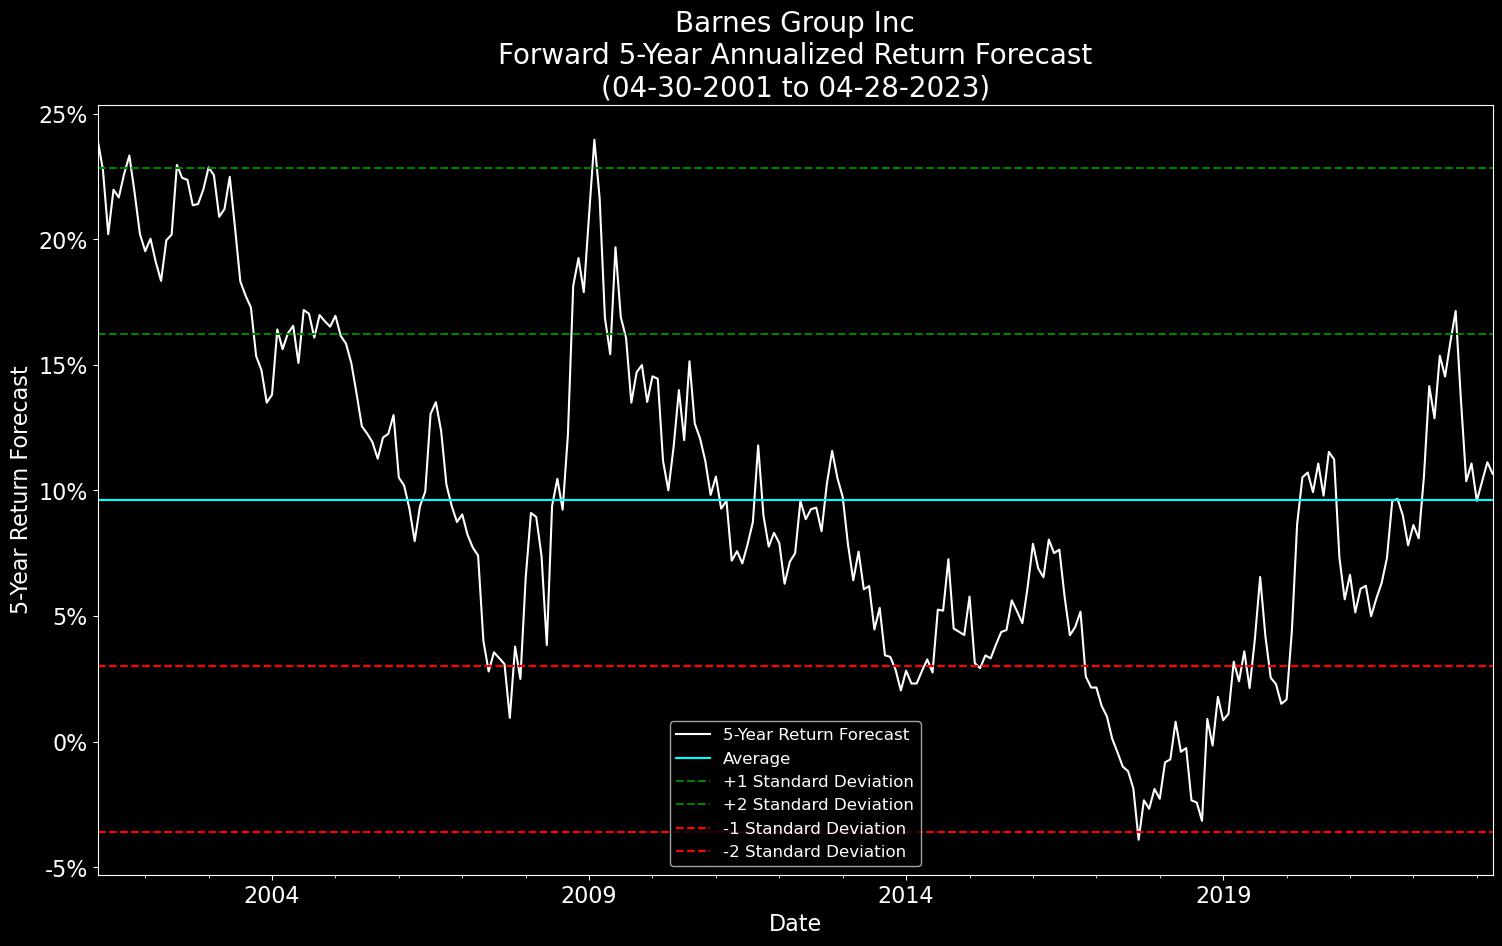 Barnes Group Inc
Forward 5-Year Annualized Return Forecast
(04-30-2001 to 04-28-2023)
25%
20%
15%
10%
5%
0%
-5%
5-Year Return Forecast
5-Year Return Forecast
Average
+1 Standard Deviation
+2 Standard Deviation
-1 Standard Deviation
-2 Standard Deviation
2004
2009
2014
2019
Date